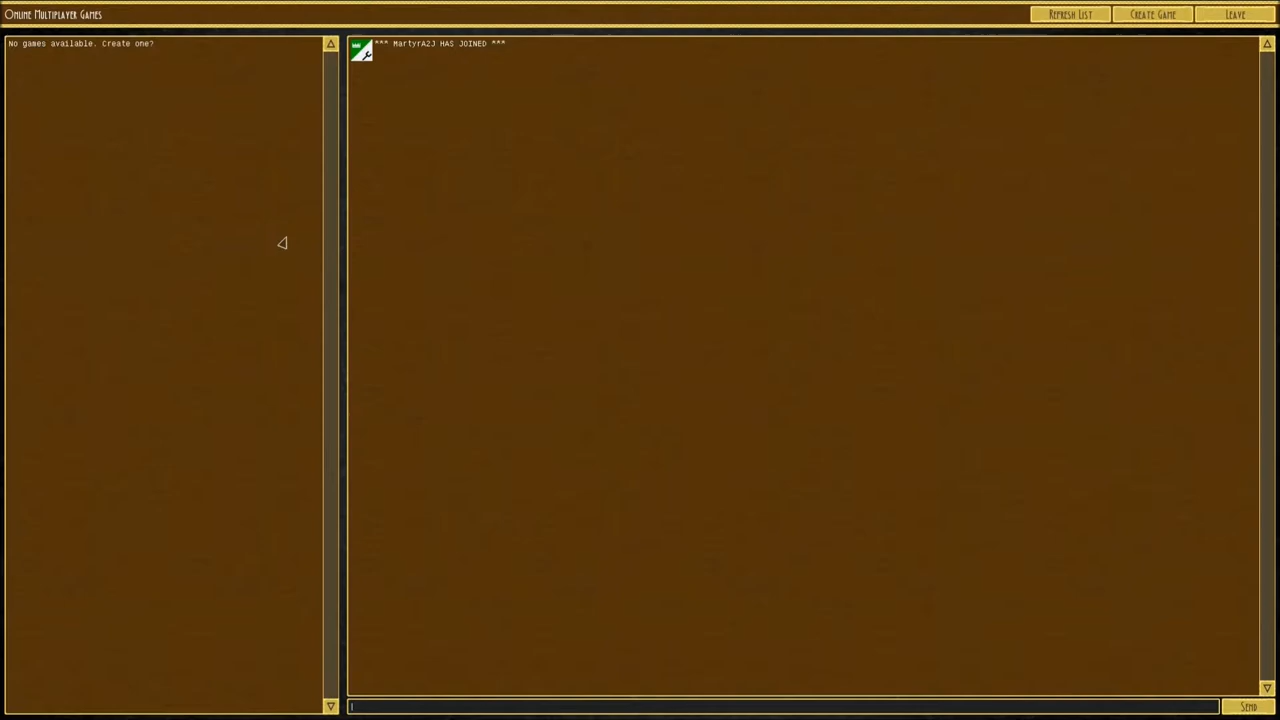 Online Multiplayer Games
Refresh List
Create Game
Leave
No games available. Create one?
*** MartyrA2J HAS JOINED ***
Send